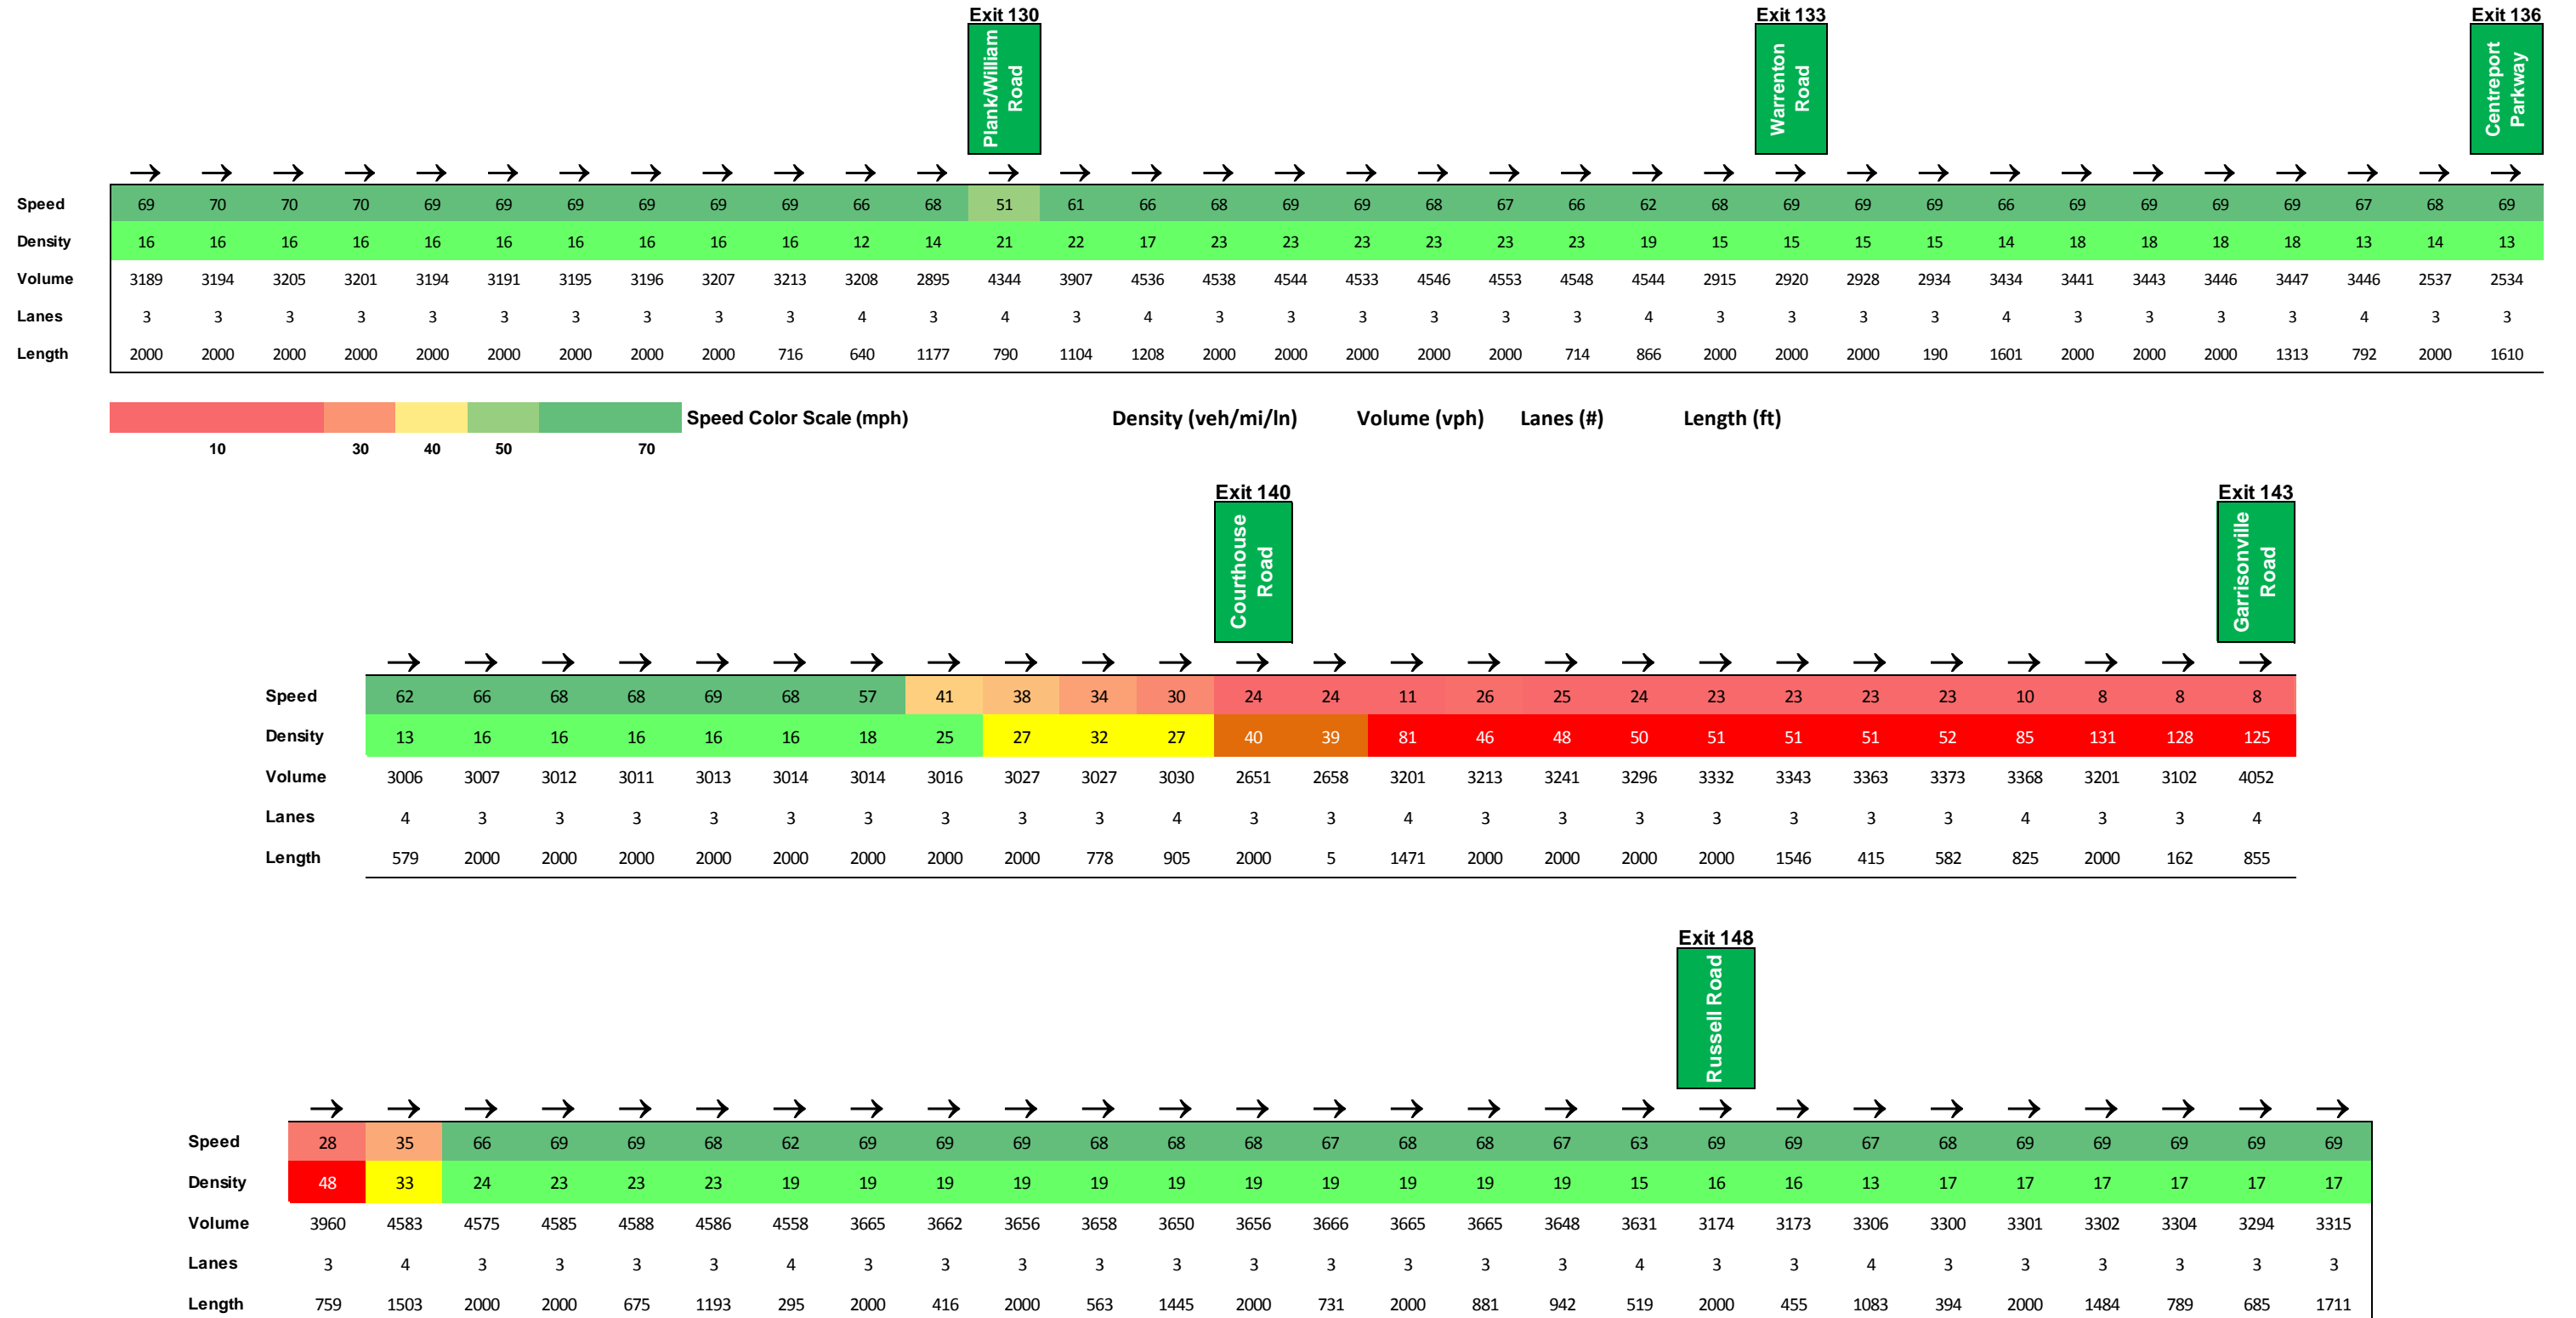 Exit 130 Exit 133 Exit 136
Plank/William Road Warrenton Road Centreport Parkway
→ → → → → → → → → → → → → → → → → → → → → → → → → → → → → → → → → →
Speed 69 70 70 70 69 69 69 69 69 69 66 68 51 61 66 68 69 69 68 67 66 62 68 69 69 69 66 69 69 69 69 67 68 69
Density 16 16 16 16 16 16 16 16 16 16 12 14 21 22 17 23 23 23 23 23 23 19 15 15 15 15 14 18 18 18 18 13 14 13
Volume 3189 3194 3205 3201 3194 3191 3195 3196 3207 3213 3208 2895 4344 3907 4536 4538 4544 4533 4546 4553 4548 4544 2915 2920 2928 2934 3434 3441 3443 3446 3447 3446 2537 2534
Lanes 3 3 3 3 3 3 3 3 3 3 4 3 4 3 4 3 3 3 3 3 3 4 3 3 3 3 4 3 3 3 3 4 3 3
Length 2000 2000 2000 2000 2000 2000 2000 2000 2000 716 640 1177 790 1104 1208 2000 2000 2000 2000 2000 714 866 2000 2000 2000 190 1601 2000 2000 2000 1313 792 2000 1610
Speed Color Scale (mph) Density (veh/mi/ln) Volume (vph) Lanes (#) Length (ft)
10 30 40 50 70
Exit 140 Exit 143
Courthouse Road Garrisonville Road
→ → → → → → → → → → → → → → → → → → → → → → → → →
Speed 62 66 68 68 69 68 57 41 38 34 30 24 24 11 26 25 24 23 23 23 23 10 8 8 8
Density 13 16 16 16 16 16 18 25 27 32 27 40 39 81 46 48 50 51 51 51 52 85 131 128 125
Volume 3006 3007 3012 3011 3013 3014 3014 3016 3027 3027 3030 2651 2658 3201 3213 3241 3296 3332 3343 3363 3373 3368 3201 3102 4052
Lanes 4 3 3 3 3 3 3 3 3 3 4 3 3 4 3 3 3 3 3 3 3 4 3 3 4
Length 579 2000 2000 2000 2000 2000 2000 2000 2000 778 905 2000 5 1471 2000 2000 2000 2000 1546 415 582 825 2000 162 855
Exit 148
Russell Road
→ → → → → → → → → → → → → → → → → → → → → → → → → → →
Speed 28 35 66 69 69 68 62 69 69 69 68 68 68 67 68 68 67 63 69 69 67 68 69 69 69 69 69
Density 48 33 24 23 23 23 19 19 19 19 19 19 19 19 19 19 19 15 16 16 13 17 17 17 17 17 17
Volume 3960 4583 4575 4585 4588 4586 4558 3665 3662 3656 3658 3650 3656 3666 3665 3665 3648 3631 3174 3173 3306 3300 3301 3302 3304 3294 3315
Lanes 3 4 3 3 3 3 4 3 3 3 3 3 3 3 3 3 3 4 3 3 4 3 3 3 3 3 3
Length 759 1503 2000 2000 675 1193 295 2000 416 2000 563 1445 2000 731 2000 881 942 519 2000 455 1083 394 2000 1484 789 685 1711